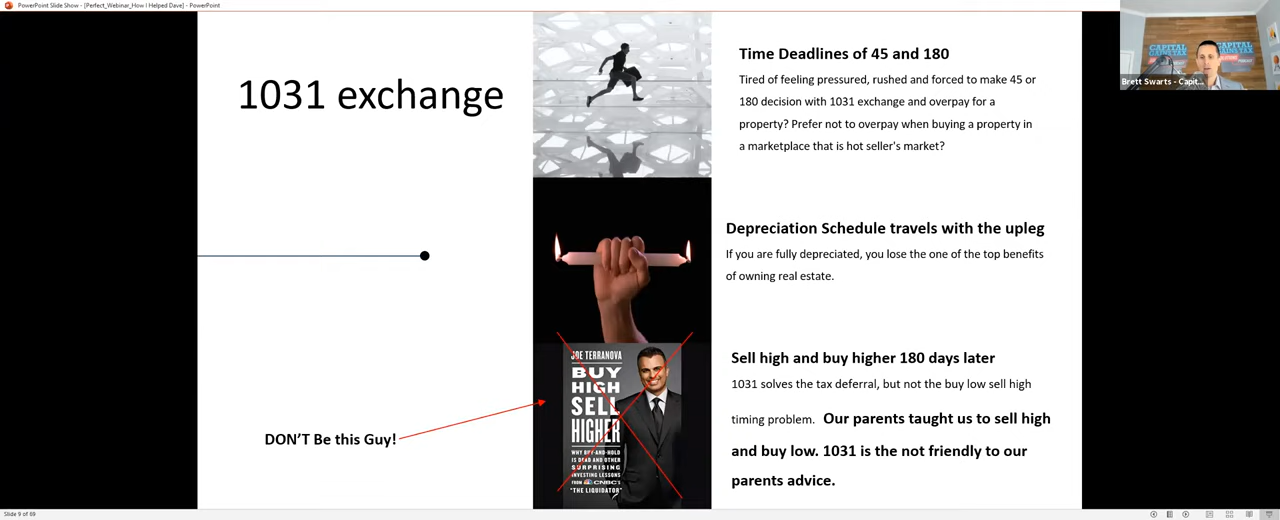 PowerPoint Slide Show - [Perfect_Webinar_How I Helped Dave] - PowerPoint
CAPITAL
GAINS TAX
Brett Swarts - Capit...
1031 exchange
Time Deadlines of 45 and 180
Tired of feeling pressured, rushed and forced to make 45 or
180 decision with 1031 exchange and overpay for a
property? Prefer not to overpay when buying a property in
a marketplace that is hot seller's market?
Depreciation Schedule travels with the upleg
If you are fully depreciated, you lose the one of the top benefits
of owning real estate.
DON'T Be this Guy!
JOE TERRANOVA
BUY
HIGH
SELL
HIGHER
WHY BUY-AND-HOLD
IS DEAD AND OTHER
SURPRISING
INVESTING LESSONS
FROM CNBC'S
"THE LIQUIDATOR"
Sell high and buy higher 180 days later
1031 solves the tax deferral, but not the buy low sell high
timing problem. Our parents taught us to sell high
and buy low. 1031 is the not friendly to our
parents advice.
Slide 9 of 69